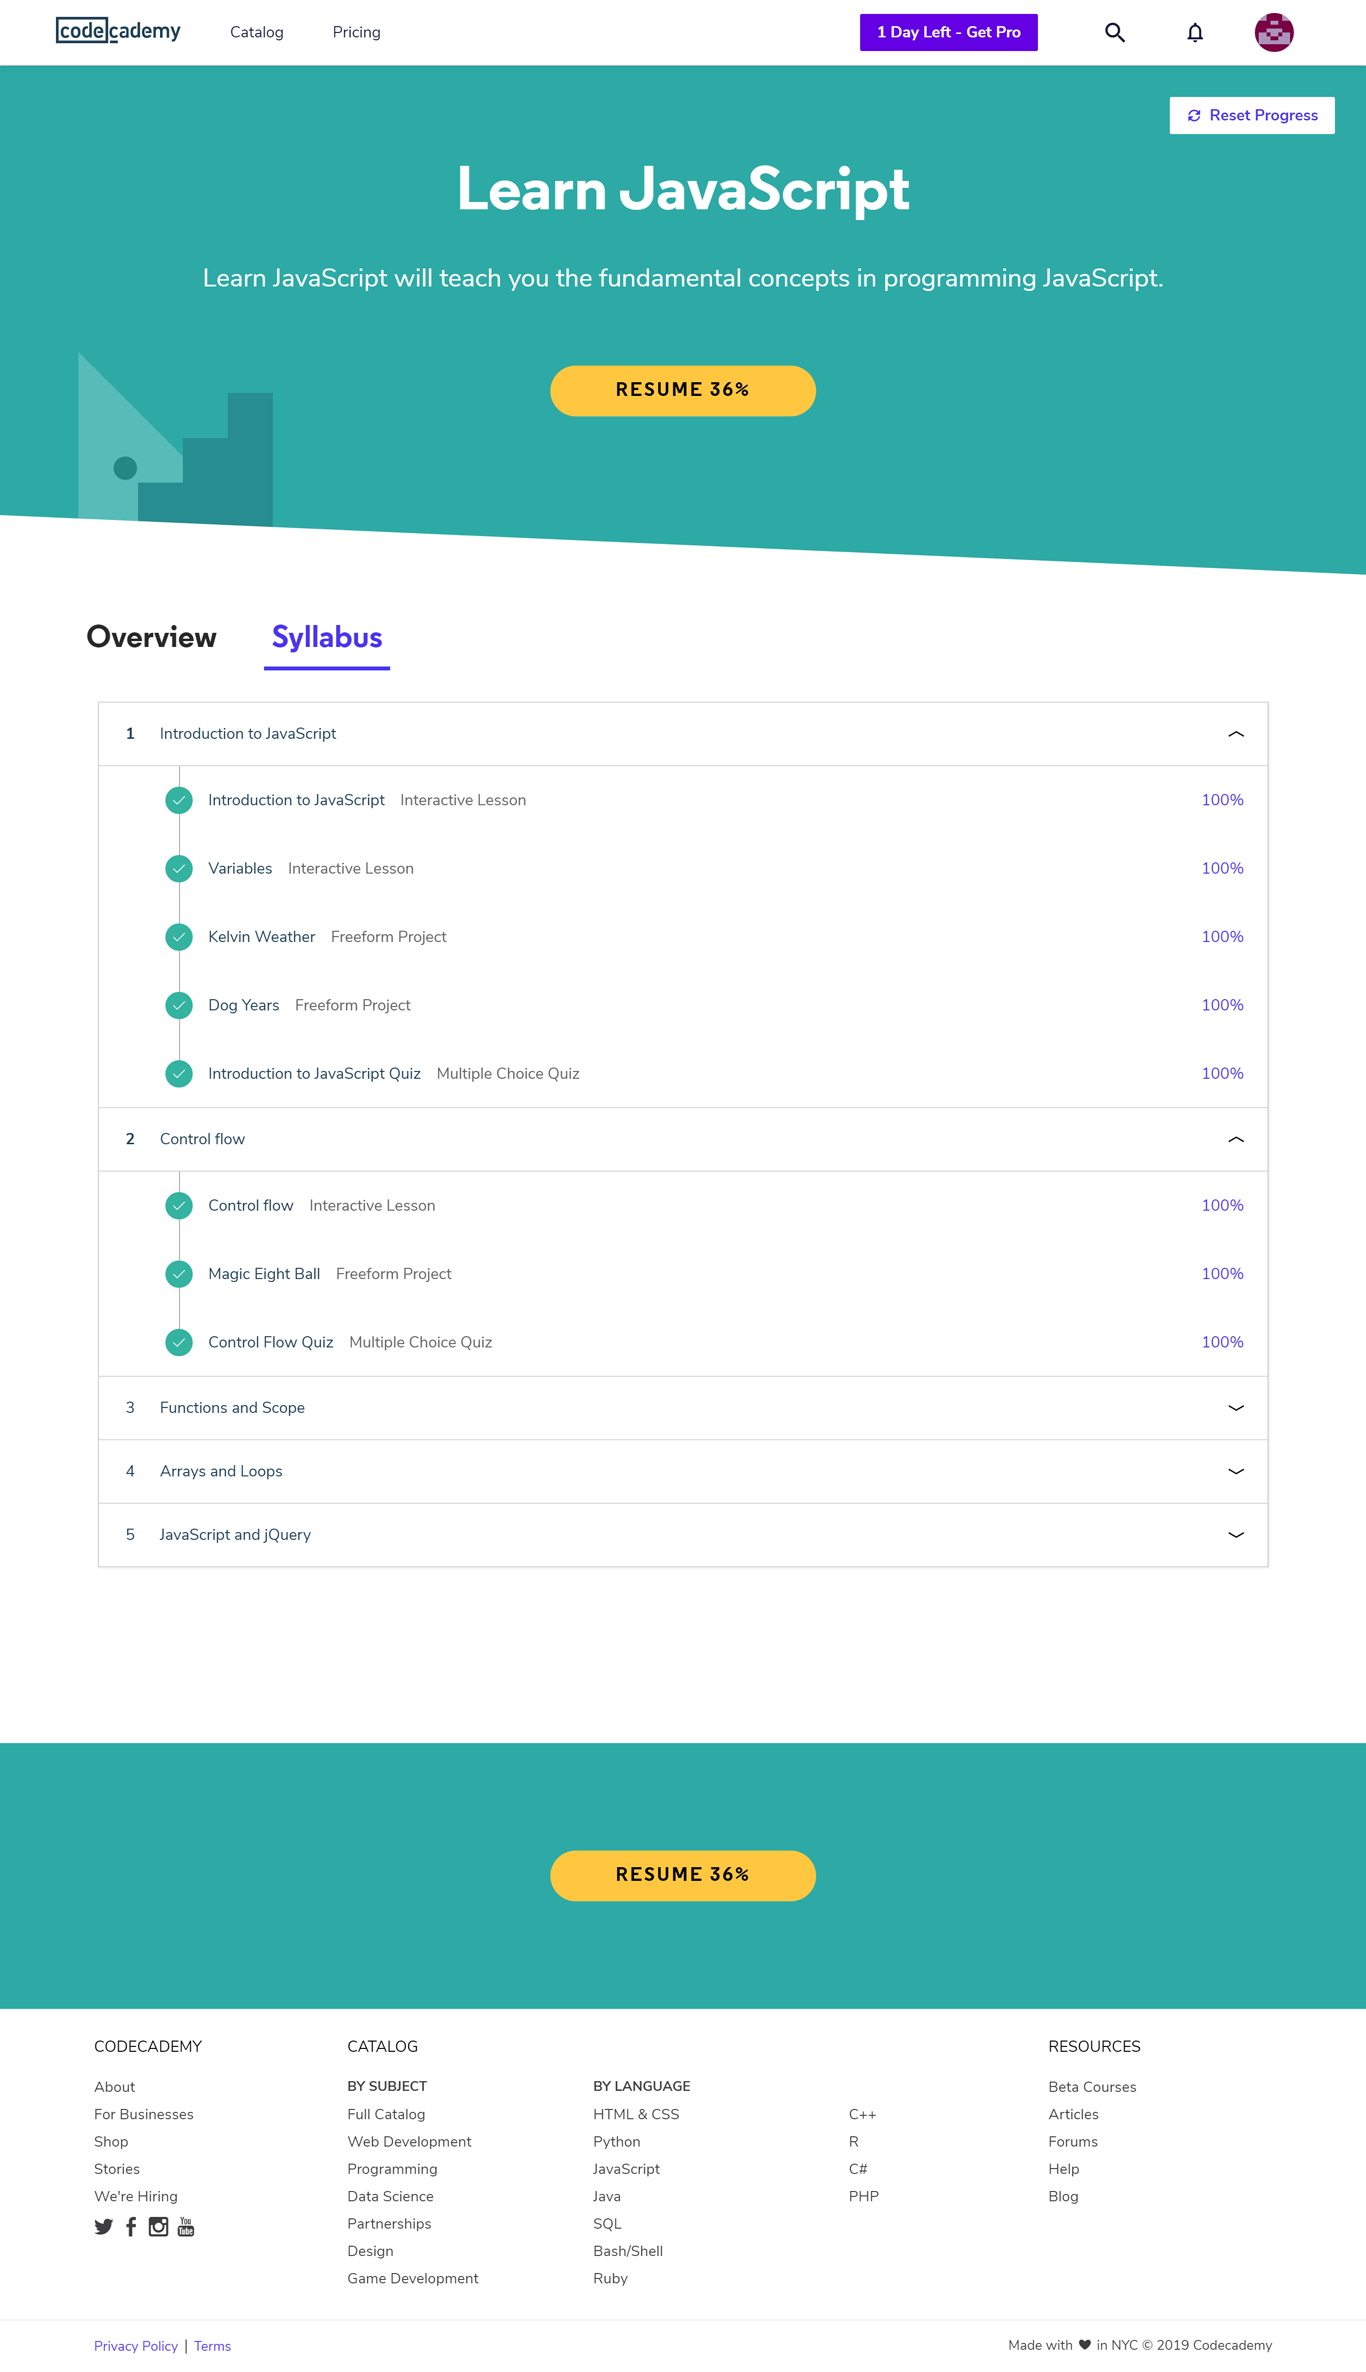 codecademy Catalog Pricing 1 Day Left - Get Pro
Reset Progress
Learn JavaScript
Learn JavaScript will teach you the fundamental concepts in programming JavaScript.
RESUME 36%
Overview Syllabus
1 Introduction to JavaScript
Introduction to JavaScript Interactive Lesson 100%
Variables Interactive Lesson 100%
Kelvin Weather Freeform Project 100%
Dog Years Freeform Project 100%
Introduction to JavaScript Quiz Multiple Choice Quiz 100%
2 Control flow
Control flow Interactive Lesson 100%
Magic Eight Ball Freeform Project 100%
Control Flow Quiz Multiple Choice Quiz 100%
3 Functions and Scope
4 Arrays and Loops
5 JavaScript and jQuery
RESUME 36%
CODECADEMY
About
For Businesses
Shop
Stories
We're Hiring
You Tube
CATALOG
BY SUBJECT
Full Catalog
Web Development
Programming
Data Science
Partnerships
Design
Game Development
BY LANGUAGE
HTML & CSS
Python
JavaScript
Java
SQL
Bash/Shell
Ruby
C++
R
C#
PHP
RESOURCES
Beta Courses
Articles
Forums
Help
Blog
Privacy Policy | Terms
Made with ♥ in NYC © 2019 Codecademy